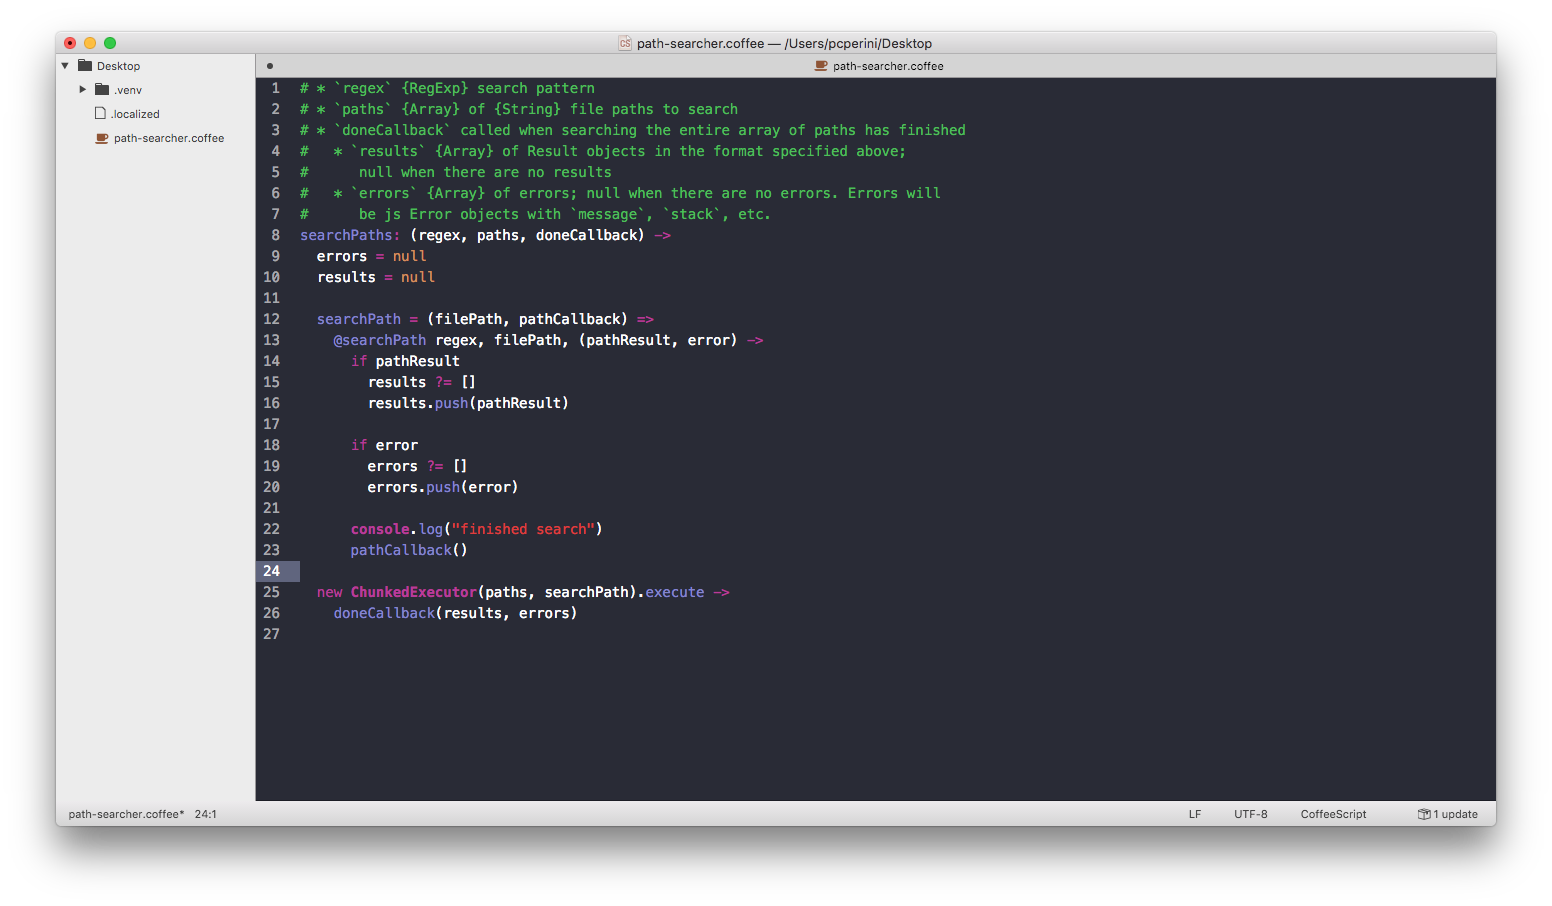 path-searcher.coffee — /Users/pcperini/Desktop
Desktop
.venv
.localized
path-searcher.coffee
path-searcher.coffee
1 # * `regex` {RegExp} search pattern
2 # * `paths` {Array} of {String} file paths to search
3 # * `doneCallback` called when searching the entire array of paths has finished
4 #   * `results` {Array} of Result objects in the format specified above;
5 #      null when there are no results
6 #   * `errors` {Array} of errors; null when there are no errors. Errors will
7 #      be js Error objects with `message`, `stack`, etc.
8 searchPaths: (regex, paths, doneCallback) ->
9   errors = null
10   results = null
11
12   searchPath = (filePath, pathCallback) =>
13     @searchPath regex, filePath, (pathResult, error) ->
14       if pathResult
15         results ?= []
16         results.push(pathResult)
17
18       if error
19         errors ?= []
20         errors.push(error)
21
22       console.log("finished search")
23       pathCallback()
24
25   new ChunkedExecutor(paths, searchPath).execute ->
26     doneCallback(results, errors)
27
path-searcher.coffee* 24:1 LF UTF-8 CoffeeScript 1 update